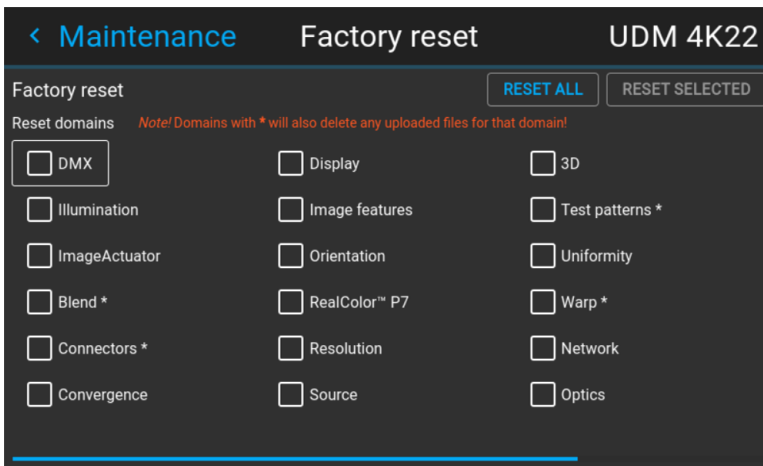 Maintenance Factory reset UDM 4K22
Factory reset RESET ALL RESET SELECTED
Reset domains Note! Domains with * will also delete any uploaded files for that domain!
DMX Display 3D
Illumination Image features Test patterns *
ImageActuator Orientation Uniformity
Blend * RealColor™ P7 Warp *
Connectors * Resolution Network
Convergence Source Optics